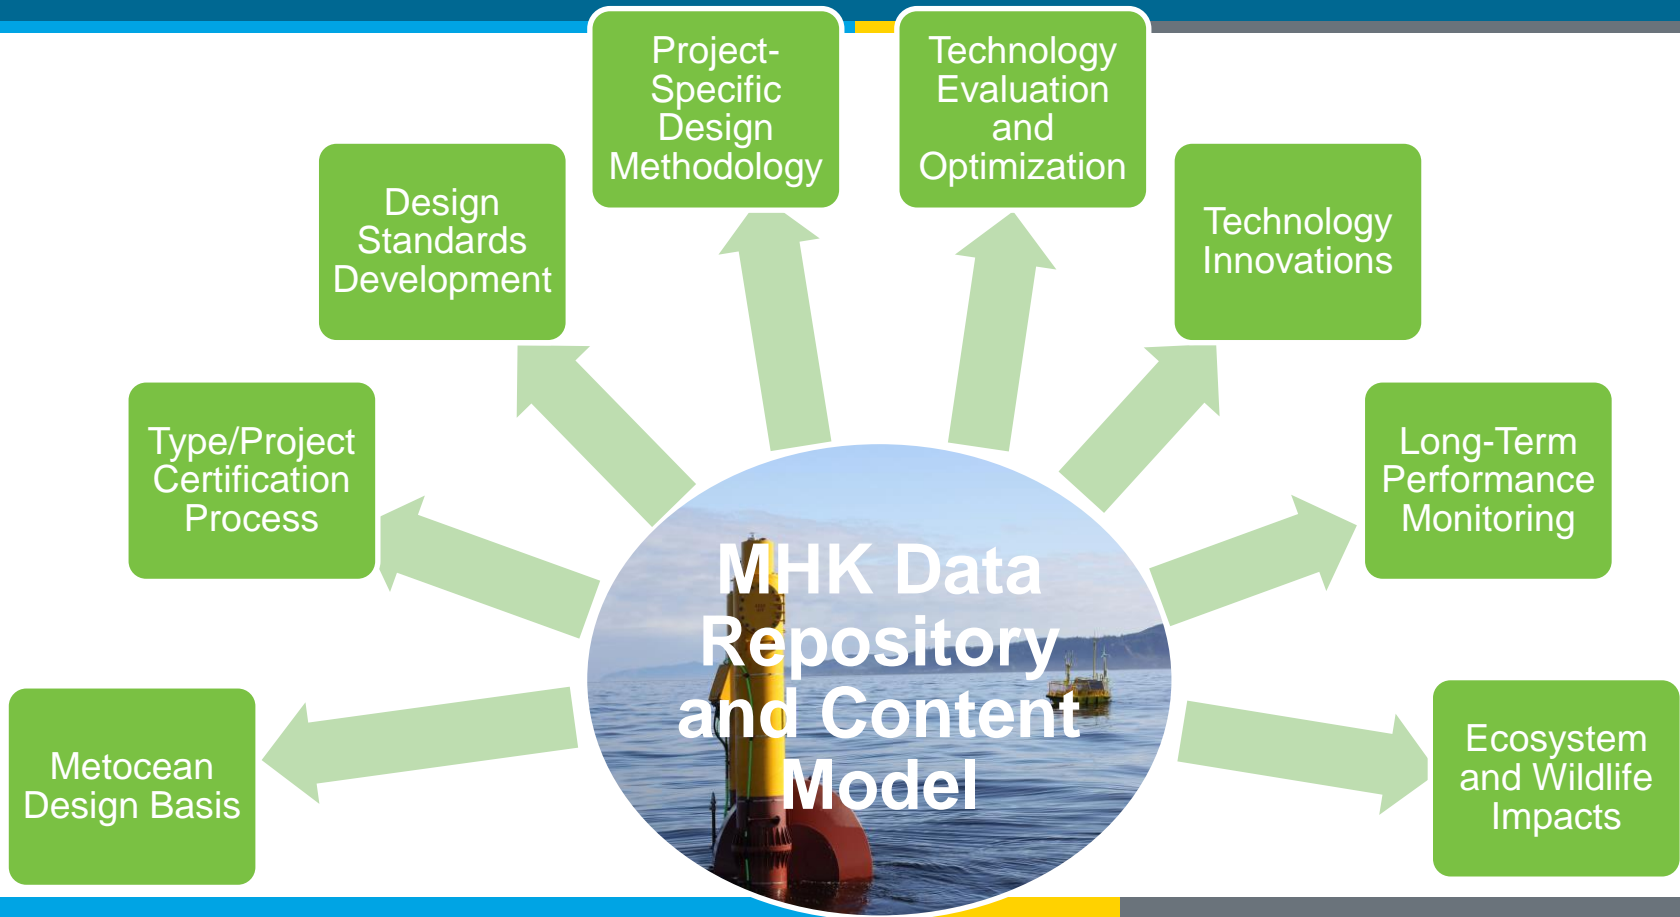 Project-
Specific
Design
Methodology
Technology
Evaluation
and
Optimization
Design
Standards
Development
Technology
Innovations
Type/Project
Certification
Process
Long-Term
Performance
Monitoring
Metocean
Design Basis
Ecosystem
and Wildlife
Impacts
MHK Data
Repository
and Content
Model